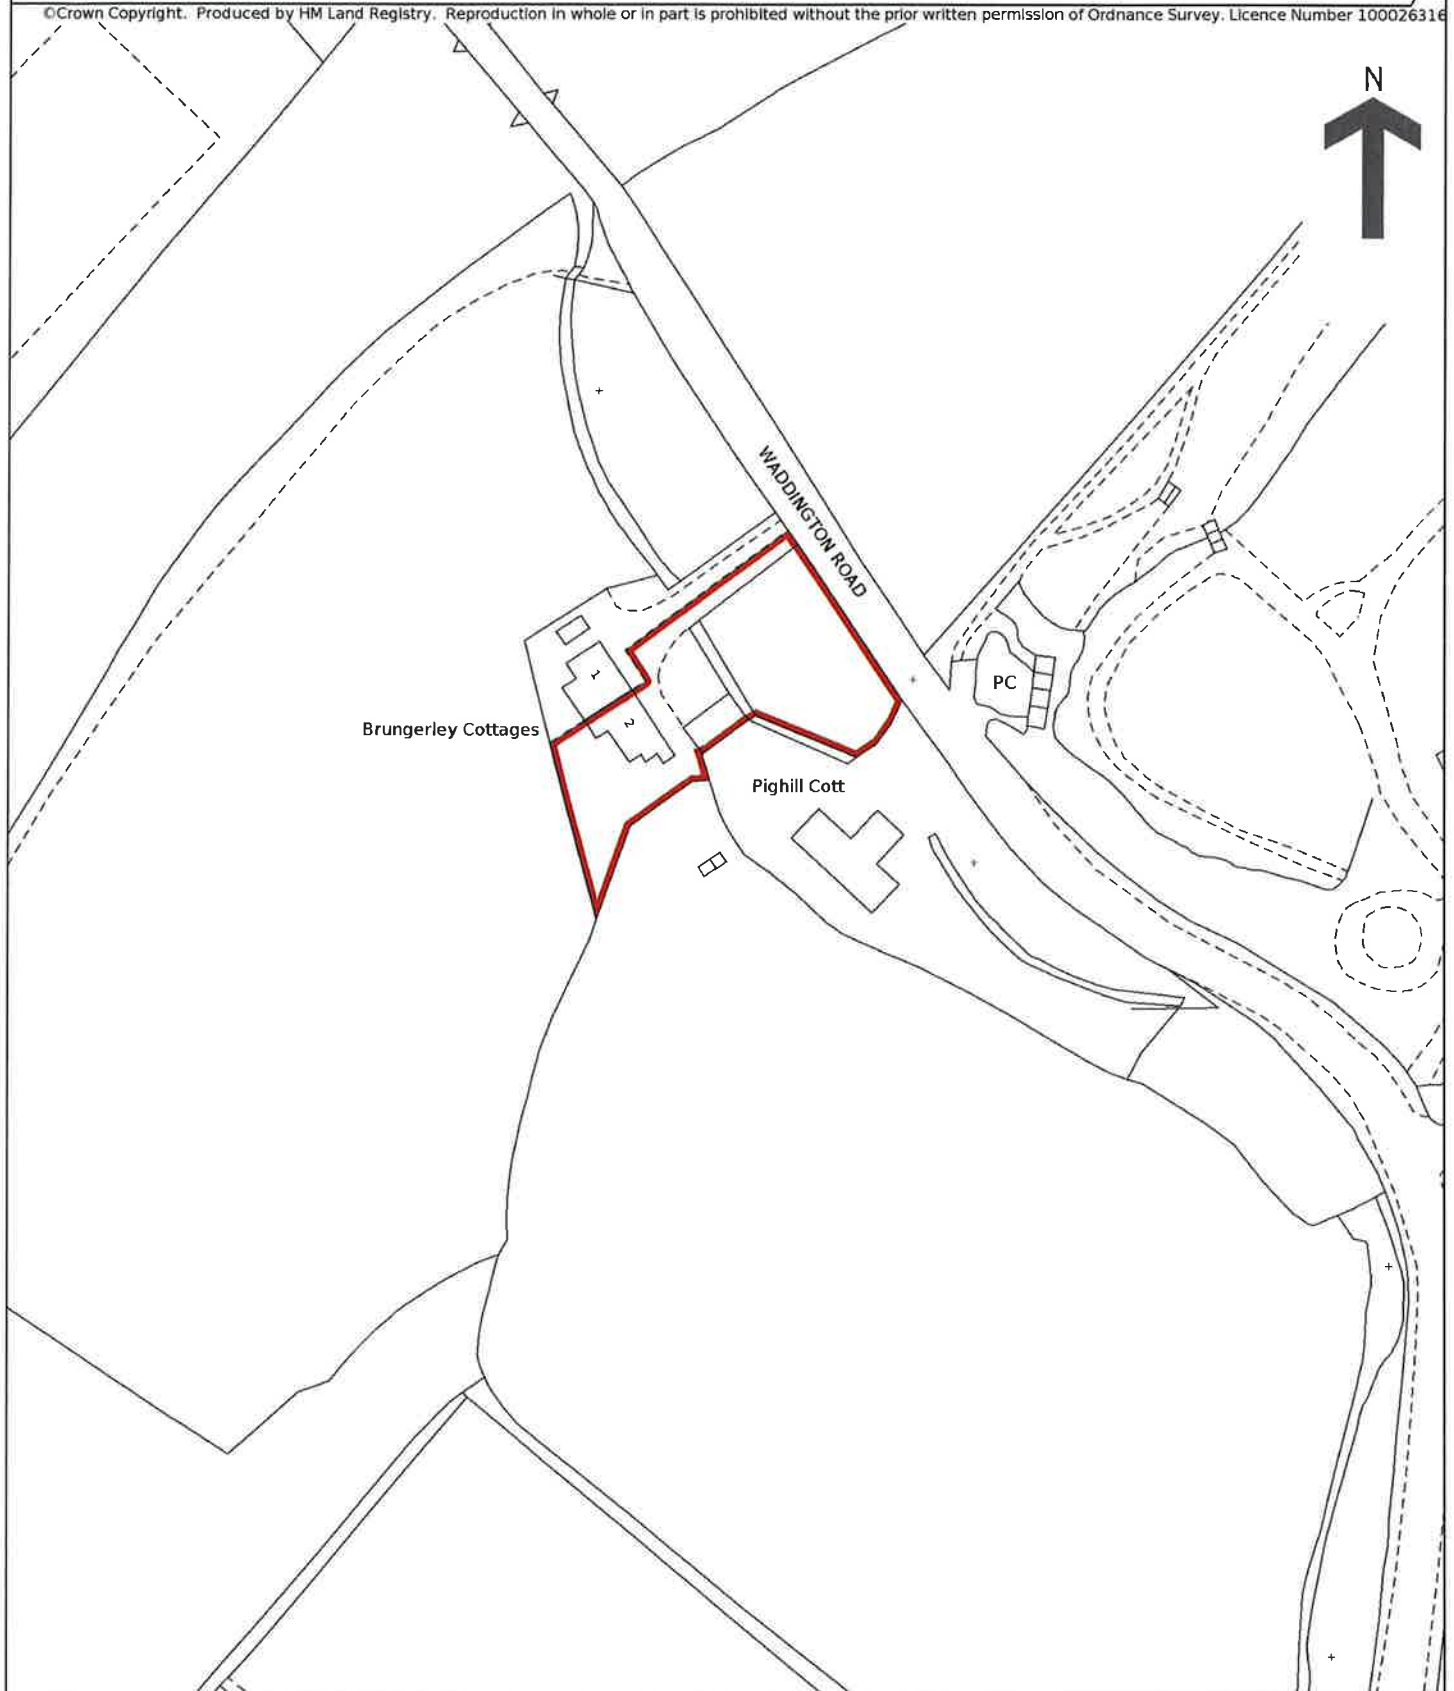 ©Crown Copyright. Produced by HM Land Registry. Reproduction in whole or in part is prohibited without the prior written permission of Ordnance Survey. Licence Number 100026316
N
WADDINGTON ROAD
PC
1
Brungerley Cottages
2
Pighill Cott